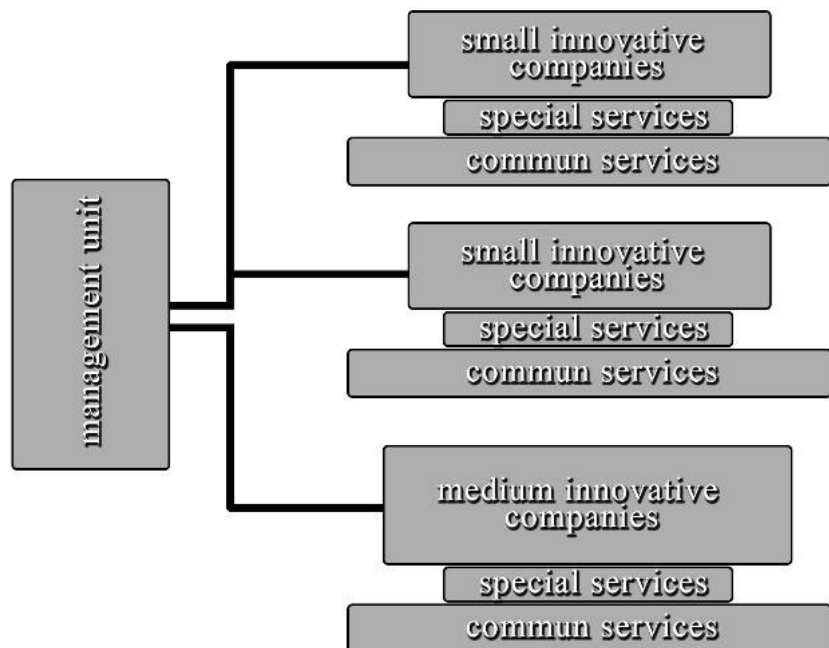 management unit
small innovative
companies
special services
commun services
small innovative
companies
special services
commun services
medium innovative
companies
special services
commun services